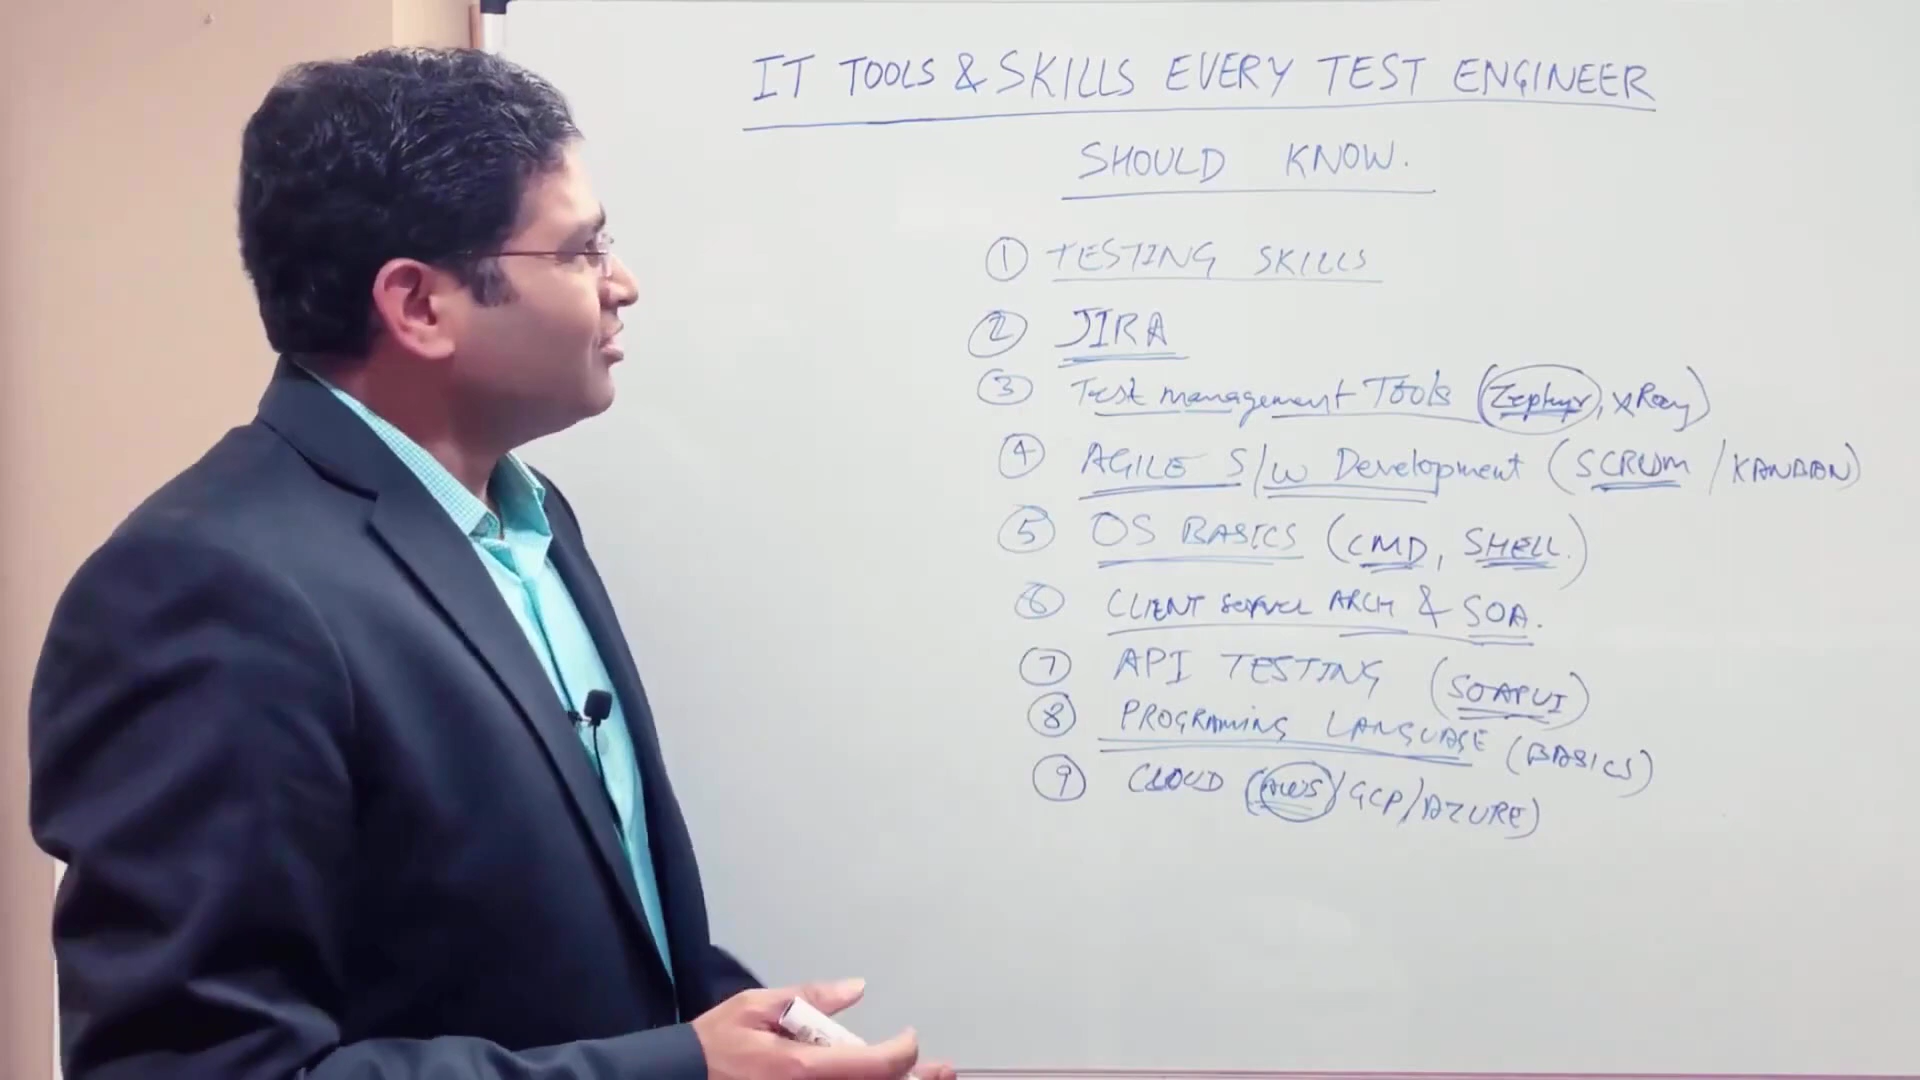 IT TOOLS & SKILLS EVERY TEST ENGINEER
SHOULD KNOW.
① TESTING SKILLS
② JIRA
③ Test management Tools (Zephyr, xRay)
④ AGILE S/W Development (SCRUM / KANBAN)
⑤ OS BASICS (CMD, SHELL.)
⑥ CLIENT server ARCH & SOA.
⑦ API TESTING (SOAPUI)
⑧ PROGRAMING LANGUAGE (BASICS)
⑨ CLOUD (AWS/GCP/AZURE)